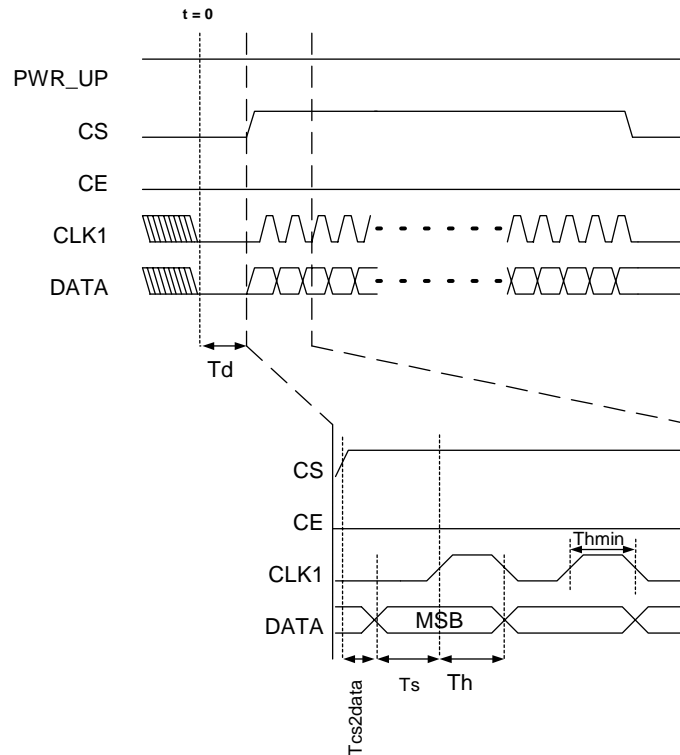 t = 0
PWR_UP
CS
CE
CLK1
DATA
Td
CS
CE
Thmin
CLK1
DATA
MSB
Tcs2data
Ts
Th